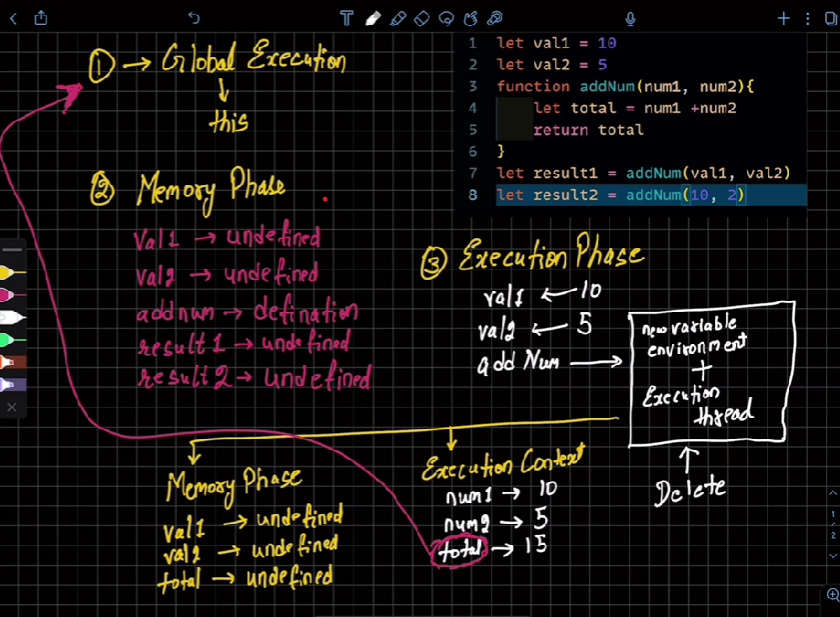 ① → Global Execution
↓
this
1 let val1 = 10
2 let val2 = 5
3 function addNum(num1, num2){
4 let total = num1 +num2
5 return total
6 }
7 let result1 = addNum(val1, val2)
8 let result2 = addNum(10, 2)
② Memory Phase
Val1 → undefined
val2 → undefined
addnum → defination
result1 → undefined
result2 → undefined
③ Execution Phase
val1 ← 10
val2 ← 5
add Num →
new variable
environment
+
Execution
thread
↑
Delete
Memory Phase
val1 → undefined
val2 → undefined
total → undefined
Execution Context
num1 → 10
num2 → 5
total → 15
1
2